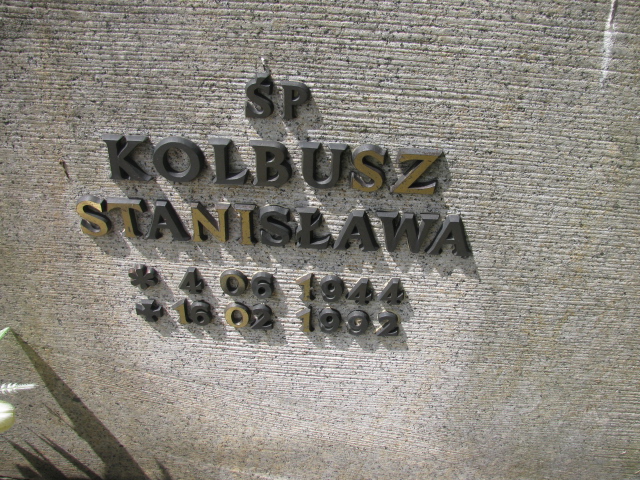 ŚP
KOLBUSZ
STANISŁAWA
* 4 06 1944
* 16 02 1992